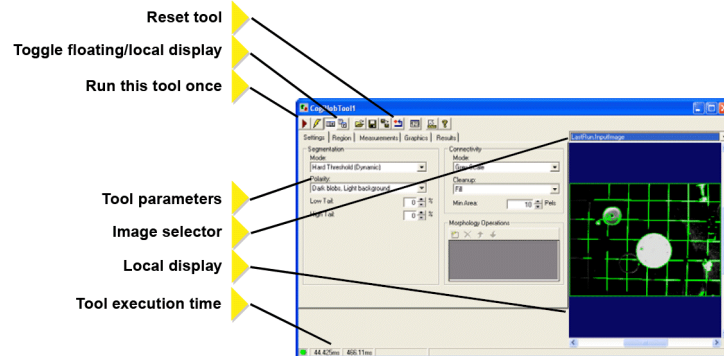 Reset tool
Toggle floating/local display
Run this tool once
Tool parameters
Image selector
Local display
Tool execution time
CogBlobTool1
Settings Region Measurements Graphics Results
LastRun.InputImage
Segmentation
Mode:
Hard Threshold (Dynamic)
Polarity:
Dark blobs, Light background
Low Tail: 0 %
High Tail: 0 %
Connectivity
Mode:
Grey Scale
Cleanup:
Fill
Min Area: 10 Pels
Morphology Operations
44.425ms 466.11ms